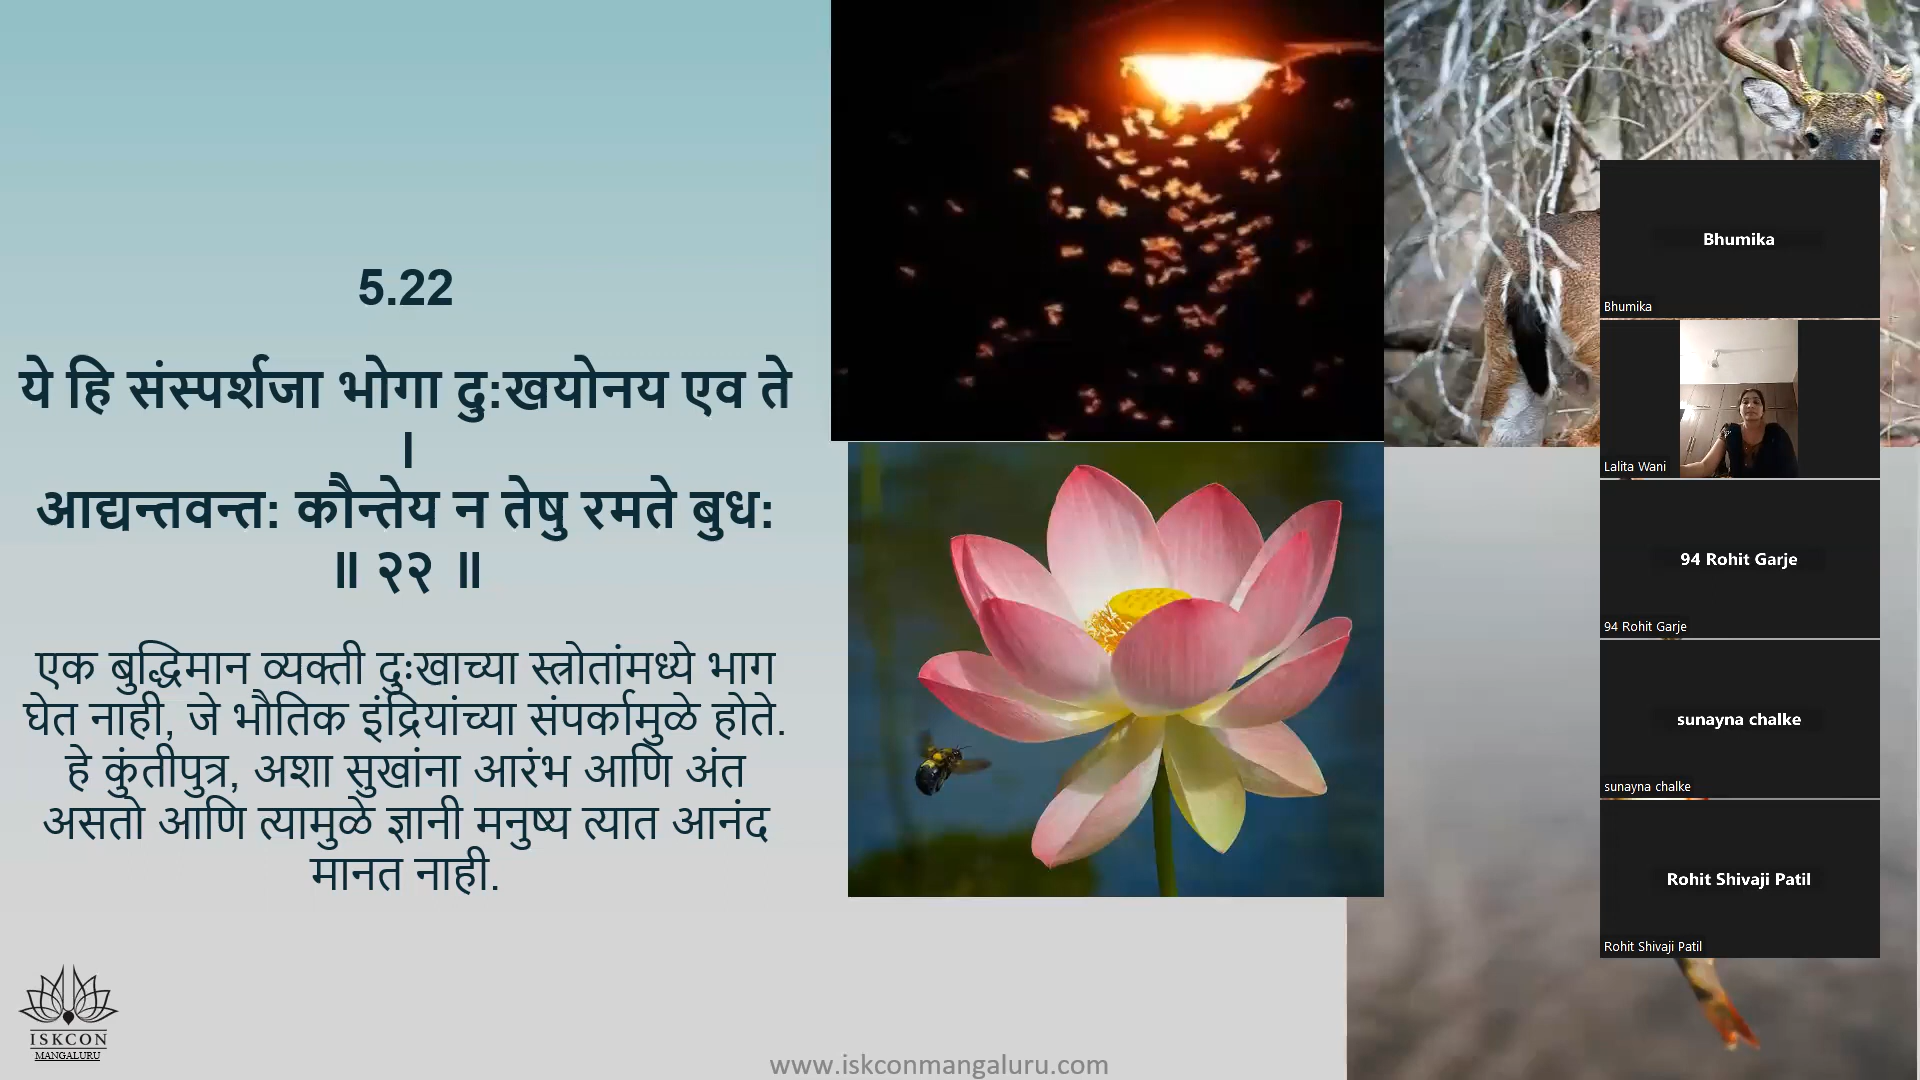 5.22
ये हि संस्पर्शजा भोगा दु:खयोनय एव ते
।
आद्यन्तवन्त: कौन्तेय न तेषु रमते बुध:
॥ २२ ॥
एक बुद्धिमान व्यक्ती दुःखाच्या स्त्रोतांमध्ये भाग
घेत नाही, जे भौतिक इंद्रियांच्या संपर्कामुळे होते.
हे कुंतीपुत्र, अशा सुखांना आरंभ आणि अंत
असतो आणि त्यामुळे ज्ञानी मनुष्य त्यात आनंद
मानत नाही.
ISKCON
MANGALURU
www.iskconmangaluru.com
Bhumika
Bhumika
Lalita Wani
94 Rohit Garje
94 Rohit Garje
sunayna chalke
sunayna chalke
Rohit Shivaji Patil
Rohit Shivaji Patil